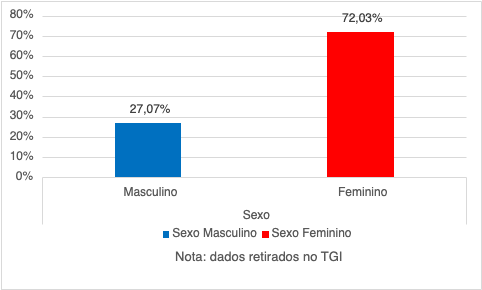 80%
72,03%
70%
60%
50%
40%
27,07%
30%
20%
10%
0%
Masculino
Feminino
Sexo
Sexo Masculino Sexo Feminino
Nota: dados retirados no TGI